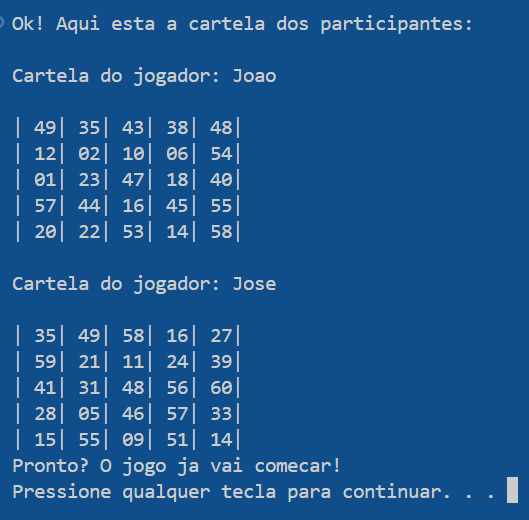 Ok! Aqui esta a cartela dos participantes:
Cartela do jogador: Joao
| 49| 35| 43| 38| 48|
| 12| 02| 10| 06| 54|
| 01| 23| 47| 18| 40|
| 57| 44| 16| 45| 55|
| 20| 22| 53| 14| 58|
Cartela do jogador: Jose
| 35| 49| 58| 16| 27|
| 59| 21| 11| 24| 39|
| 41| 31| 48| 56| 60|
| 28| 05| 46| 57| 33|
| 15| 55| 09| 51| 14|
Pronto? O jogo ja vai comecar!
Pressione qualquer tecla para continuar. . .